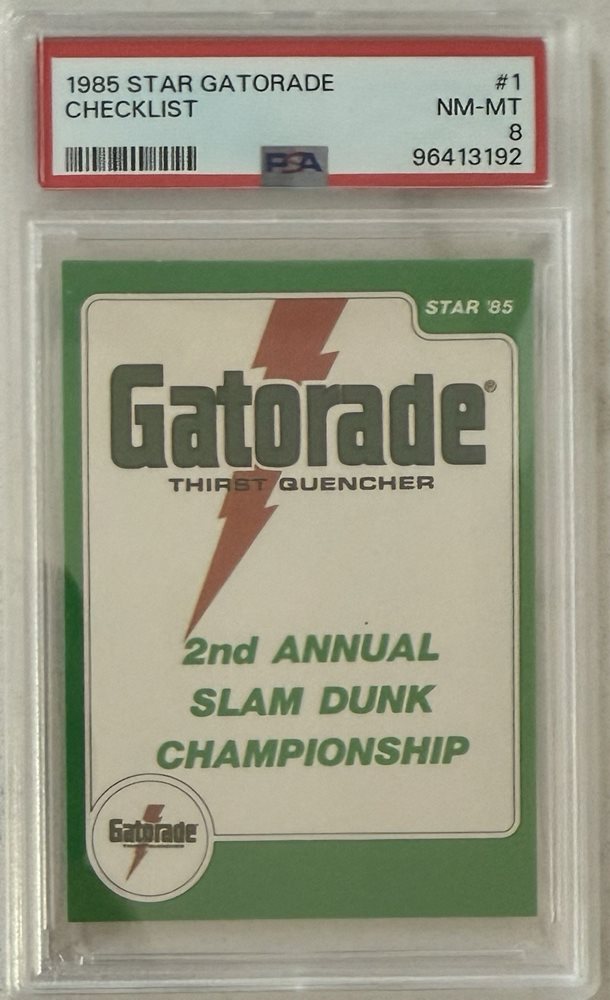 1985 STAR GATORADE #1
CHECKLIST NM-MT
8
PSA 96413192
STAR '85
Gatorade®
THIRST QUENCHER
2nd ANNUAL
SLAM DUNK
CHAMPIONSHIP
Gatorade